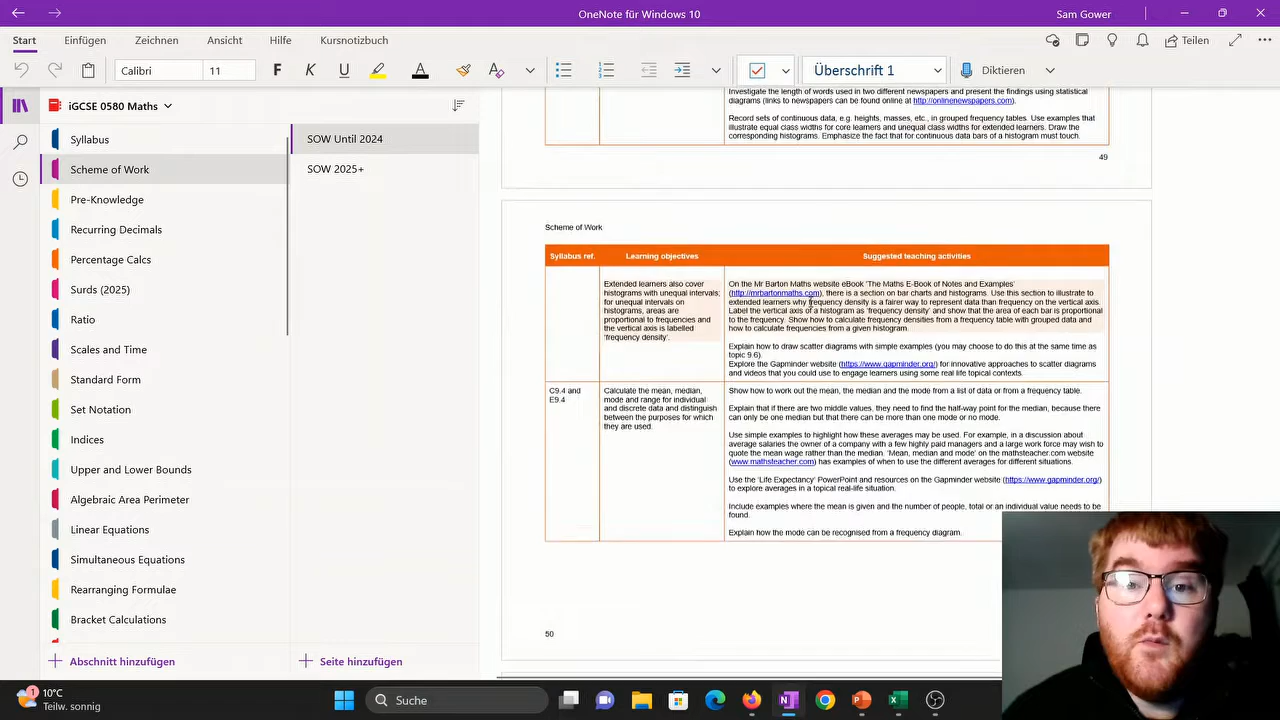 OneNote für Windows 10
Sam Gower
Start Einfügen Zeichnen Ansicht Hilfe Kursnotizbuch
Teilen
Calibri 11 F K U A Überschrift 1 Diktieren
iGCSE 0580 Maths
Syllabus
Scheme of Work
Pre-Knowledge
Recurring Decimals
Percentage Calcs
Surds (2025)
Ratio
Scales and Time
Standard Form
Set Notation
Indices
Upper and Lower Bounds
Algebraic Area Perimeter
Linear Equations
Simultaneous Equations
Rearranging Formulae
Bracket Calculations
Abschnitt hinzufügen
SOW Until 2024
SOW 2025+
Seite hinzufügen
Investigate the length of words used in two different newspapers and present the findings using statistical
diagrams (links to newspapers can be found online at http://onlinenewspapers.com).
Record sets of continuous data, e.g. heights, masses, etc., in grouped frequency tables. Use examples that
illustrate equal class widths for core learners and unequal class widths for extended learners. Draw the
corresponding histograms. Emphasize the fact that for continuous data bars of a histogram must touch.
49
Scheme of Work
Syllabus ref. Learning objectives Suggested teaching activities
Extended learners also cover
histograms with unequal intervals;
for unequal intervals on
histograms, areas are
proportional to frequencies and
the vertical axis is labelled
‘frequency density’.
On the Mr Barton Maths website eBook ‘The Maths E-Book of Notes and Examples’
(http://mrbartonmaths.com), there is a section on bar charts and histograms. Use this section to illustrate to
extended learners why frequency density is a fairer way to represent data than frequency on the vertical axis.
Label the vertical axis of a histogram as ‘frequency density’ and show that the area of each bar is proportional
to the frequency. Show how to calculate frequency densities from a frequency table with grouped data and
how to calculate frequencies from a given histogram.
Explain how to draw scatter diagrams with simple examples (you may choose to do this at the same time as
topic 9.6).
Explore the Gapminder website (https://www.gapminder.org/) for innovative approaches to scatter diagrams
and videos that you could use to engage learners using some real life topical contexts.
C9.4 and
E9.4
Calculate the mean, median,
mode and range for individual
and discrete data and distinguish
between the purposes for which
they are used.
Show how to work out the mean, the median and the mode from a list of data or from a frequency table.
Explain that if there are two middle values, they need to find the half-way point for the median, because there
can only be one median but that there can be more than one mode or no mode.
Use simple examples to highlight how these averages may be used. For example, in a discussion about
average salaries the owner of a company with a few highly paid managers and a large work force may wish to
quote the mean wage rather than the median. ‘Mean, median and mode’ on the mathsteacher.com website
(www.mathsteacher.com) has examples of when to use the different averages for different situations.
Use the ‘Life Expectancy’ PowerPoint and resources on the Gapminder website (https://www.gapminder.org/)
to explore averages in a topical real-life situation.
Include examples where the mean is given and the number of people, total or an individual value needs to be
found.
Explain how the mode can be recognised from a frequency diagram.
50
1
10°C
Teilw. sonnig
Suche